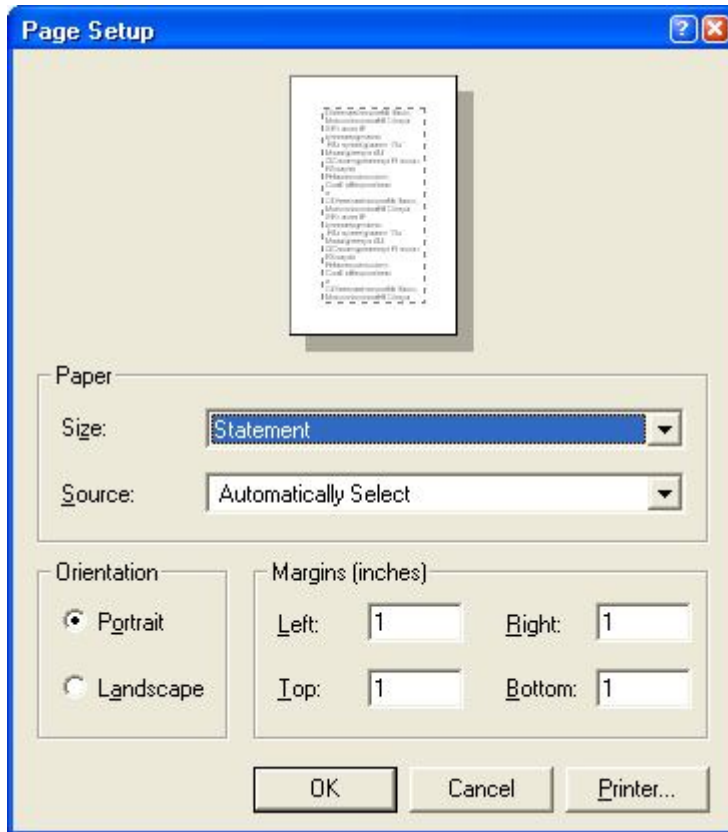 Page Setup
Paper
Size: Statement
Source: Automatically Select
Orientation
Portrait
Landscape
Margins (inches)
Left: 1 Right: 1
Top: 1 Bottom: 1
OK Cancel Printer...